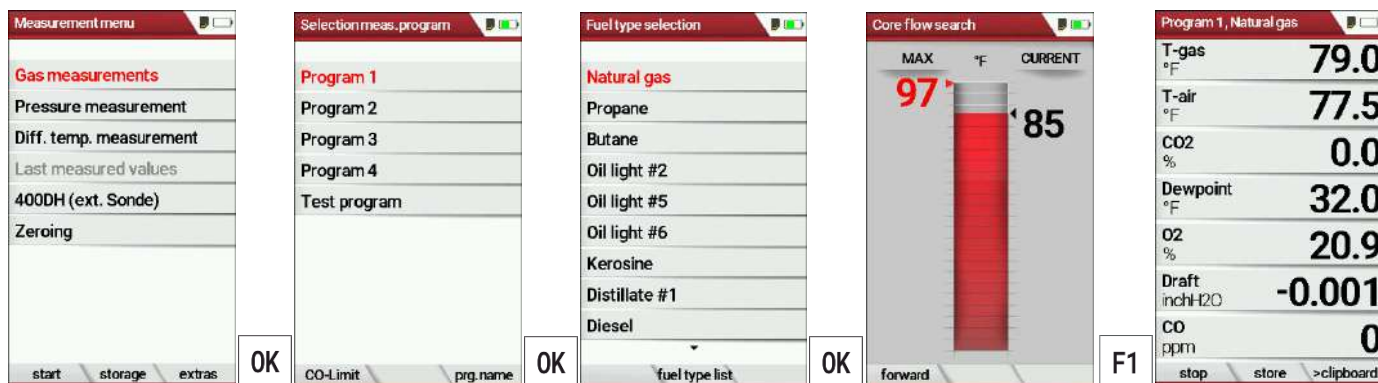 Measurement menu
Gas measurements
Pressure measurement
Diff. temp. measurement
Last measured values
400DH (ext. Sonde)
Zeroing
start storage extras
OK
Selection meas.program
Program 1
Program 2
Program 3
Program 4
Test program
CO-Limit prg.name
OK
Fuel type selection
Natural gas
Propane
Butane
Oil light #2
Oil light #5
Oil light #6
Kerosine
Distillate #1
Diesel
fuel type list
OK
Core flow search
MAX °F CURRENT
97
85
forward
F1
Program 1, Natural gas
T-gas 79.0
°F
T-air 77.5
°F
CO2 0.0
%
Dewpoint 32.0
°F
O2 20.9
%
Draft -0.001
inchH2O
CO 0
ppm
stop store >clipboard